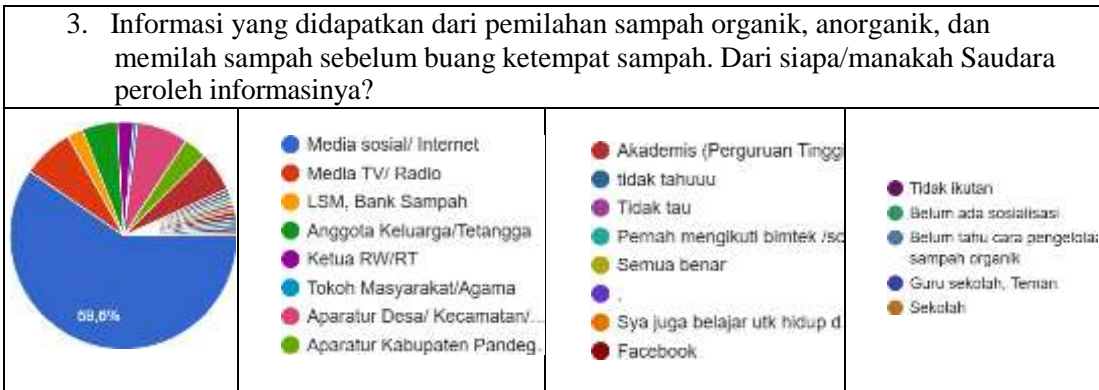 3. Informasi yang didapatkan dari pemilahan sampah organik, anorganik, dan
memilah sampah sebelum buang ketempat sampah. Dari siapa/manakah Saudara
peroleh informasinya?
59,6%
Media sosial/ Internet
Media TV/ Radio
LSM, Bank Sampah
Anggota Keluarga/Tetangga
Ketua RW/RT
Tokoh Masyarakat/Agama
Aparatur Desa/ Kecamatan/...
Aparatur Kabupaten Pandeg.
Akademis (Perguruan Tinggi
tidak tahuuu
Tidak tau
Pernah mengikuti bimtek /so
Semua benar
.
Sya juga belajar utk hidup d
Facebook
Tidak ikutan
Belum ada sosialisasi
Belum tahu cara pengelolaa
sampah organik
Guru sekolah, Teman
Sekolah